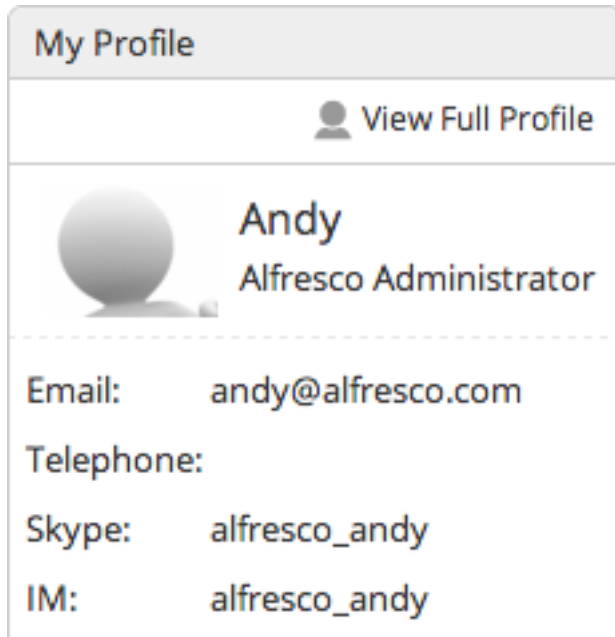 My Profile
View Full Profile
Andy
Alfresco Administrator
Email: andy@alfresco.com
Telephone:
Skype: alfresco_andy
IM: alfresco_andy